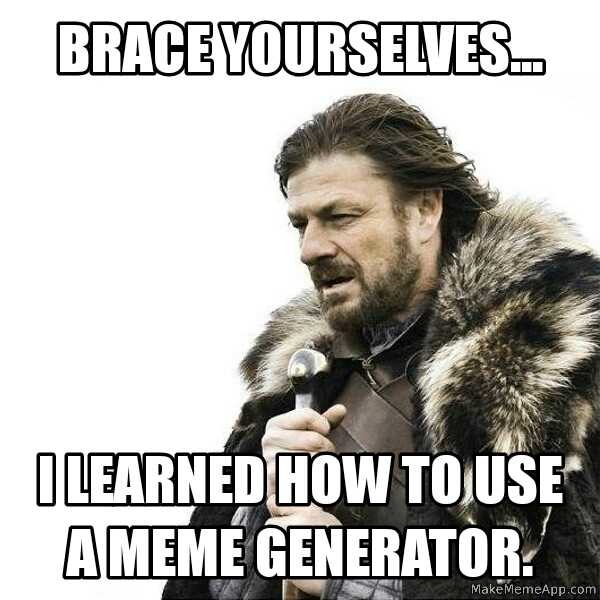 BRACE YOURSELVES...
I LEARNED HOW TO USE
A MEME GENERATOR.
MakeMemeApp.com